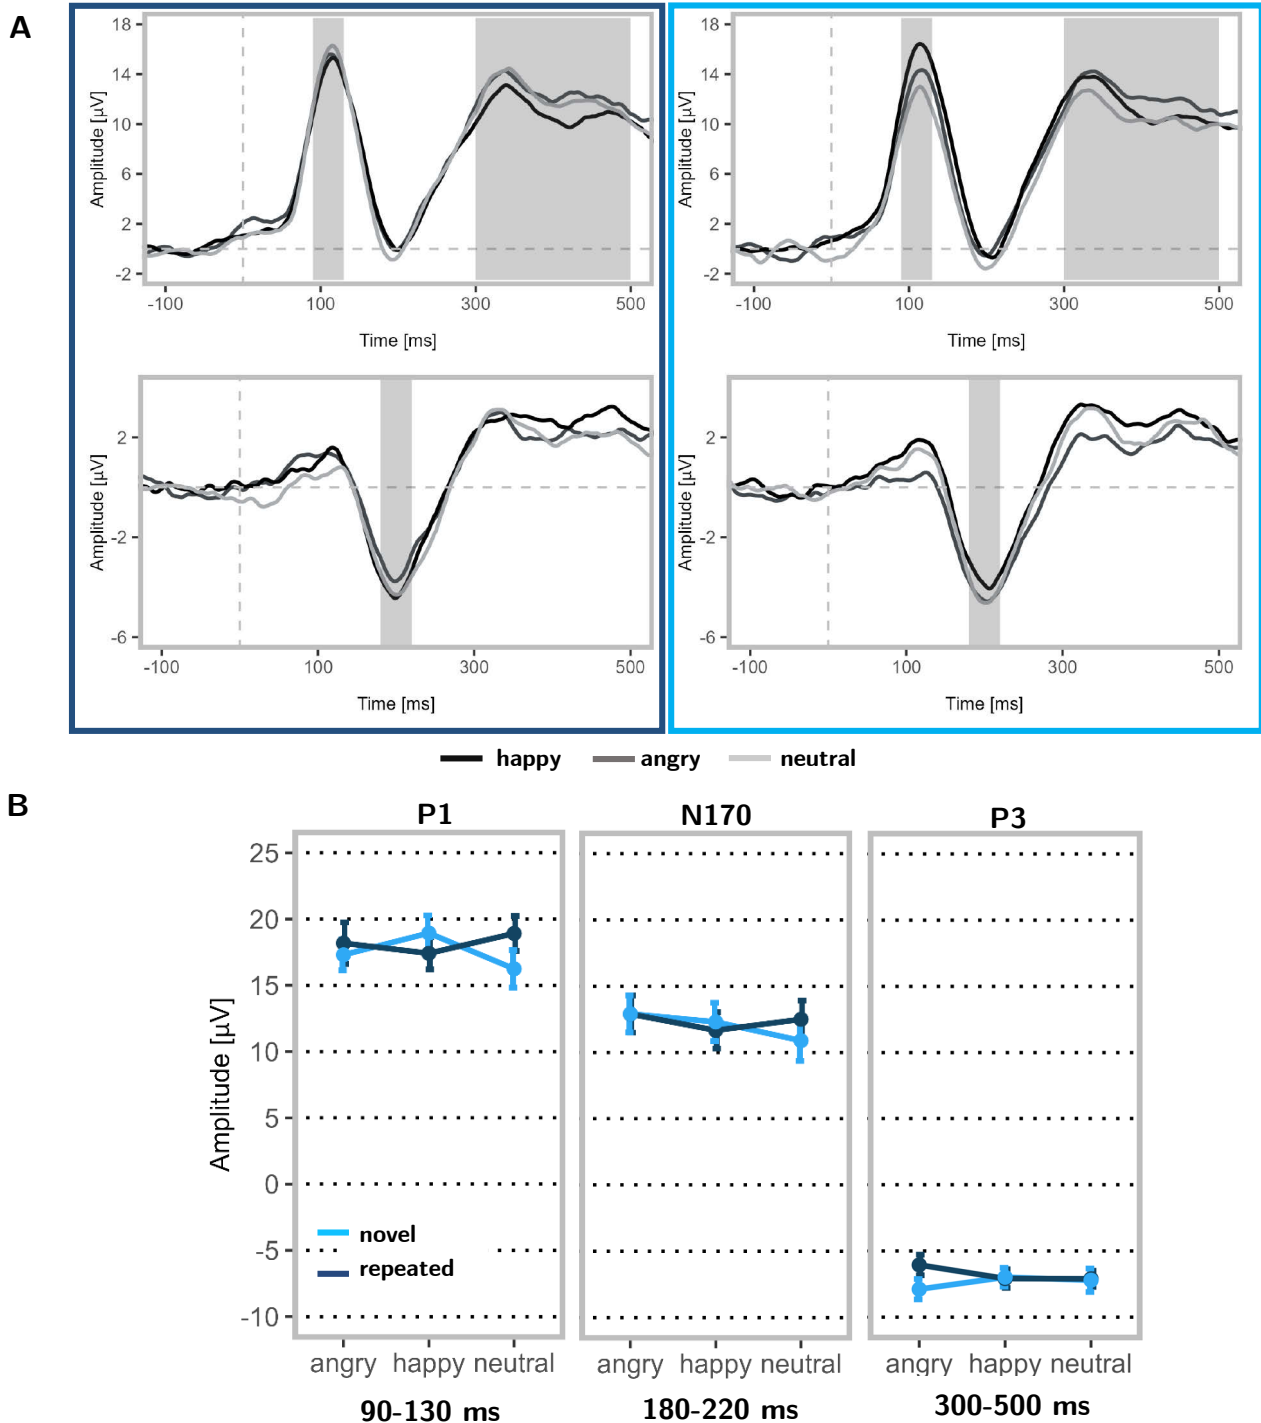 A
18
14
10
6
2
-2
Amplitude [µV]
-100 100 300 500
Time [ms]
18
14
10
6
2
-2
Amplitude [µV]
-100 100 300 500
Time [ms]
2
-2
-6
Amplitude [µV]
-100 100 300 500
Time [ms]
2
-2
-6
Amplitude [µV]
-100 100 300 500
Time [ms]
happy angry neutral
B
P1 N170 P3
25
20
15
10
5
0
-5
-10
Amplitude [µV]
novel
repeated
angry happy neutral angry happy neutral angry happy neutral
90-130 ms 180-220 ms 300-500 ms